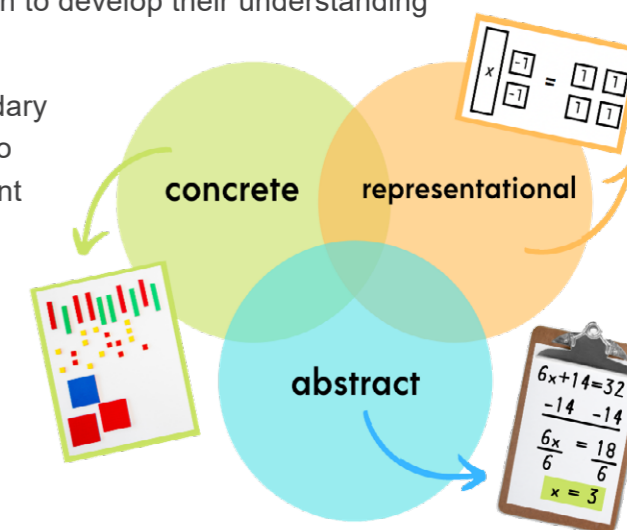 n to develop their understanding
dary
o
nt
concrete
representational
abstract
x -1 = 1 1
-1 1 1
6x+14=32
-14 -14
6x = 18
6 6
x = 3